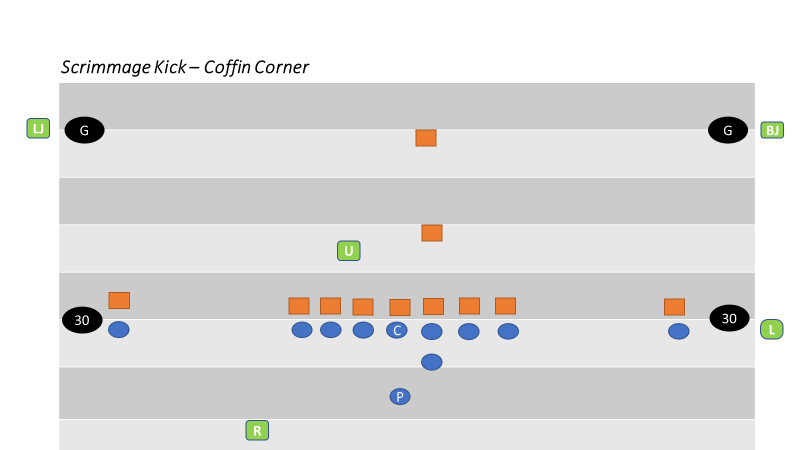 Scrimmage Kick – Coffin Corner
LJ
G
G
BJ
U
30
30
C
L
P
R